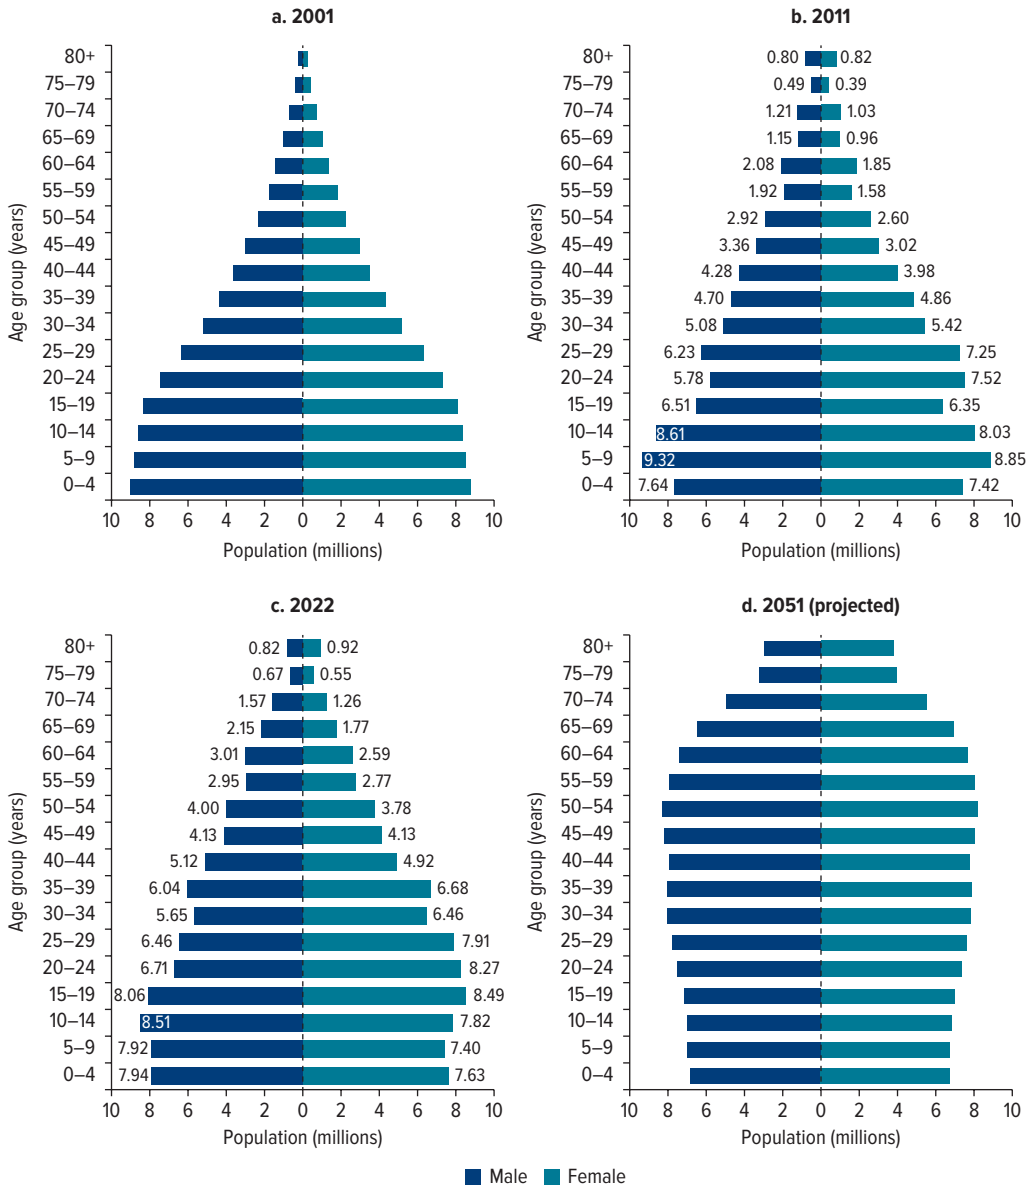 a. 2001
Age group (years)
80+
75–79
70–74
65–69
60–64
55–59
50–54
45–49
40–44
35–39
30–34
25–29
20–24
15–19
10–14
5–9
0–4
10 8 6 4 2 0 2 4 6 8 10
Population (millions)
b. 2011
Age group (years)
80+ 0.80 0.82
75–79 0.49 0.39
70–74 1.21 1.03
65–69 1.15 0.96
60–64 2.08 1.85
55–59 1.92 1.58
50–54 2.92 2.60
45–49 3.36 3.02
40–44 4.28 3.98
35–39 4.70 4.86
30–34 5.08 5.42
25–29 6.23 7.25
20–24 5.78 7.52
15–19 6.51 6.35
10–14 8.61 8.03
5–9 9.32 8.85
0–4 7.64 7.42
10 8 6 4 2 0 2 4 6 8 10
Population (millions)
c. 2022
Age group (years)
80+ 0.82 0.92
75–79 0.67 0.55
70–74 1.57 1.26
65–69 2.15 1.77
60–64 3.01 2.59
55–59 2.95 2.77
50–54 4.00 3.78
45–49 4.13 4.13
40–44 5.12 4.92
35–39 6.04 6.68
30–34 5.65 6.46
25–29 6.46 7.91
20–24 6.71 8.27
15–19 8.06 8.49
10–14 8.51 7.82
5–9 7.92 7.40
0–4 7.94 7.63
10 8 6 4 2 0 2 4 6 8 10
Population (millions)
d. 2051 (projected)
Age group (years)
80+
75–79
70–74
65–69
60–64
55–59
50–54
45–49
40–44
35–39
30–34
25–29
20–24
15–19
10–14
5–9
0–4
10 8 6 4 2 0 2 4 6 8 10
Population (millions)
Male Female